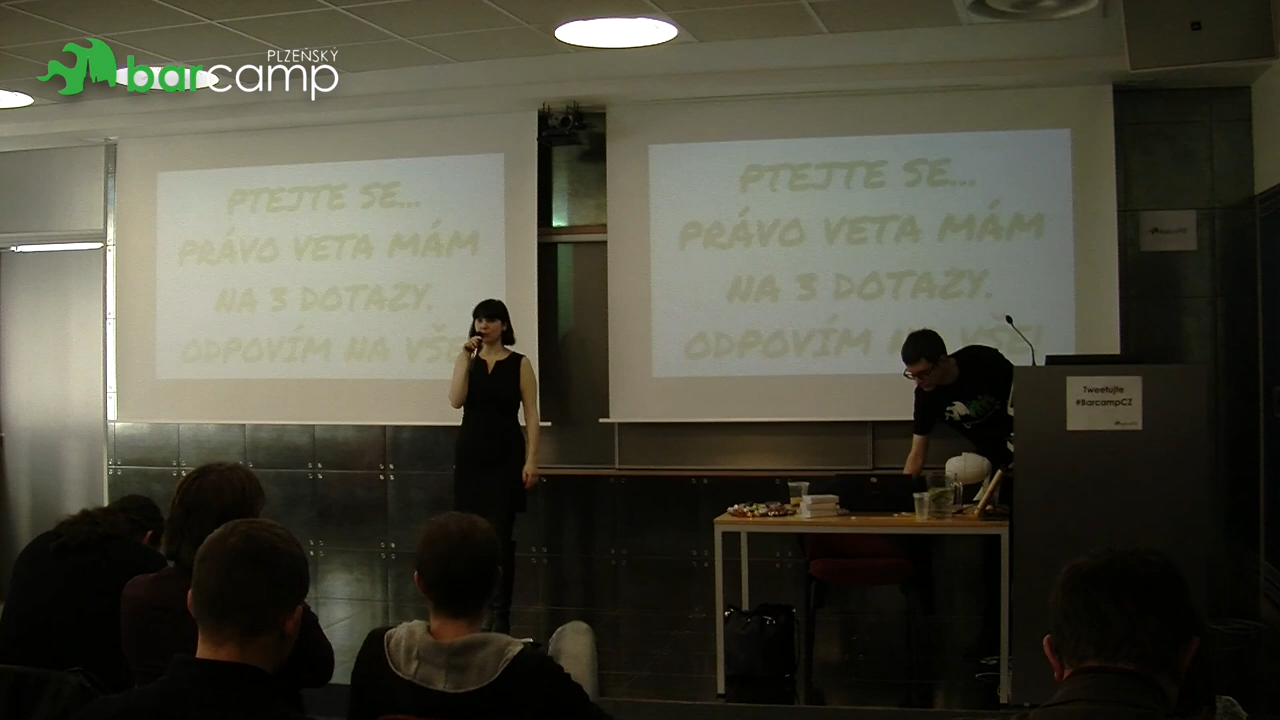 PLZEŇSKÝ
barcamp
PTEJTE SE...
PRÁVO VETA MÁM
NA 3 DOTAZY.
ODPOVÍM NA VŠE
PTEJTE SE...
PRÁVO VETA MÁM
NA 3 DOTAZY.
ODPOVÍM NA VŠE!
Tweetujte
#BarcampCZ